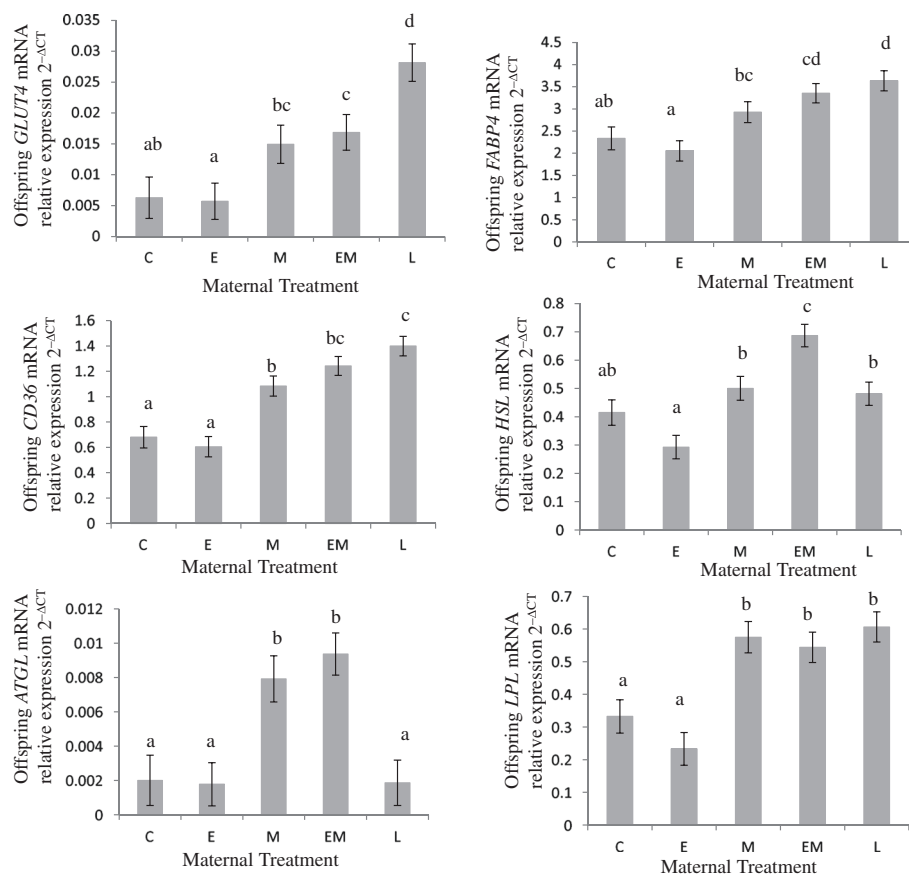 Offspring GLUT4 mRNA
relative expression 2⁻ΔCT
0.035
0.03
0.025
0.02
0.015
0.01
0.005
0
ab
a
bc
c
d
C E M EM L
Maternal Treatment
Offspring FABP4 mRNA
relative expression 2⁻ΔCT
4.5
4
3.5
3
2.5
2
1.5
1
0.5
0
ab
a
bc
cd
d
C E M EM L
Maternal Treatment
Offspring CD36 mRNA
relative expression 2⁻ΔCT
1.6
1.4
1.2
1
0.8
0.6
0.4
0.2
0
a
a
b
bc
c
C E M EM L
Maternal Treatment
Offspring HSL mRNA
relative expression 2⁻ΔCT
0.8
0.7
0.6
0.5
0.4
0.3
0.2
0.1
0
ab
a
b
c
b
C E M EM L
Maternal Treatment
Offspring ATGL mRNA
relative expression 2⁻ΔCT
0.012
0.01
0.008
0.006
0.004
0.002
0
a
a
b
b
a
C E M EM L
Maternal Treatment
Offspring LPL mRNA
relative expression 2⁻ΔCT
0.7
0.6
0.5
0.4
0.3
0.2
0.1
0
a
a
b
b
b
C E M EM L
Maternal Treatment